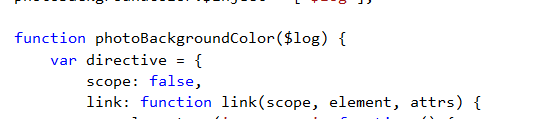 function photoBackgroundColor($log) {
var directive = {
scope: false,
link: function link(scope, element, attrs) {